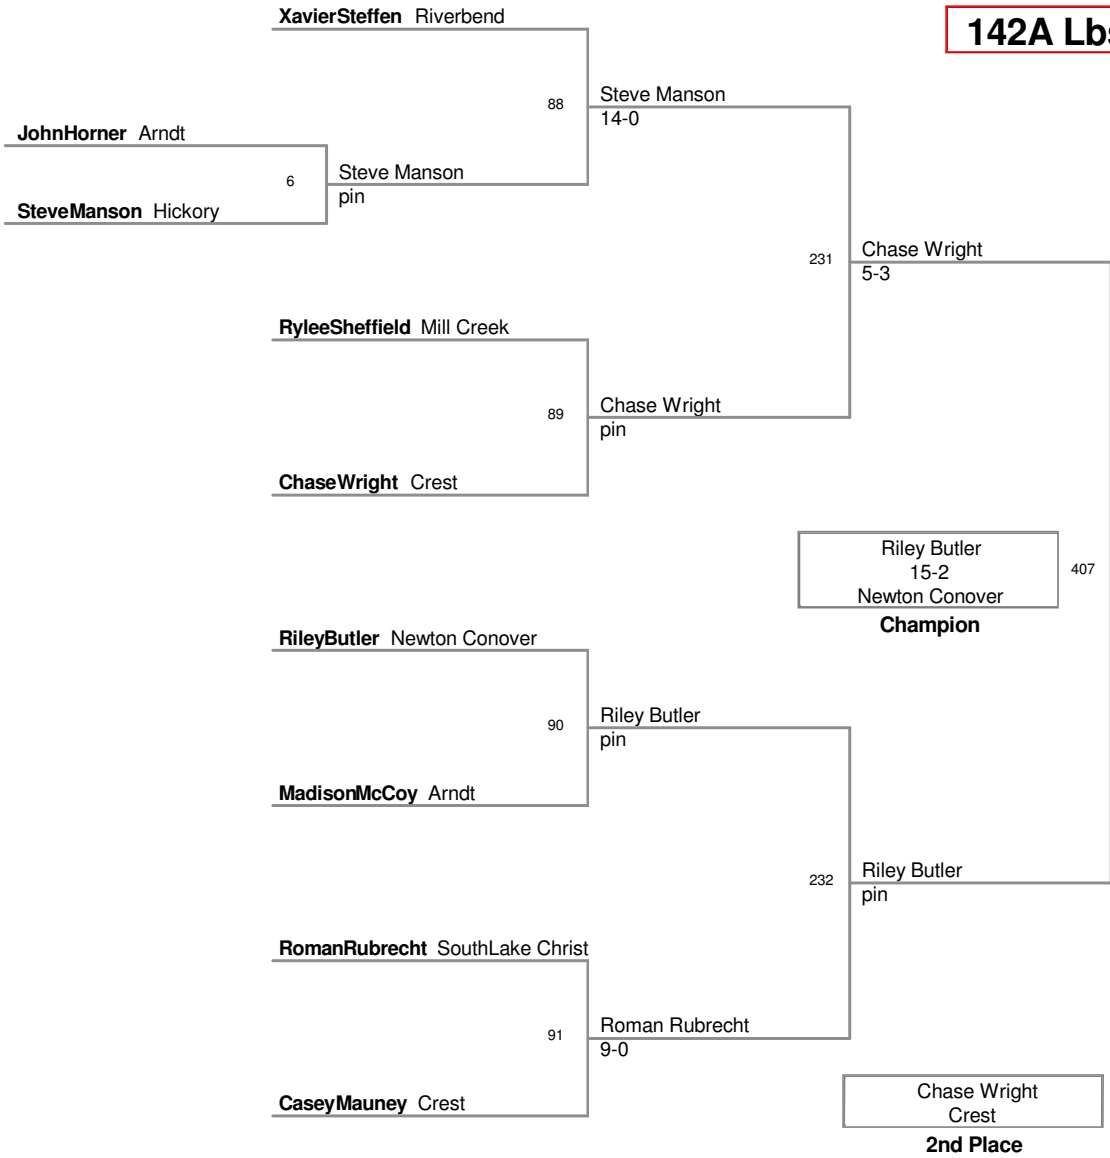 XavierSteffen Riverbend
142A Lbs
88
Steve Manson
14-0
JohnHorner Arndt
6
Steve Manson
pin
SteveManson Hickory
231
Chase Wright
5-3
RyleeSheffield Mill Creek
89
Chase Wright
pin
ChaseWright Crest
Riley Butler
15-2
Newton Conover
407
Champion
RileyButler Newton Conover
90
Riley Butler
pin
MadisonMcCoy Arndt
232
Riley Butler
pin
RomanRubrecht SouthLake Christ
91
Roman Rubrecht
9-0
CaseyMauney Crest
Chase Wright
Crest
2nd Place